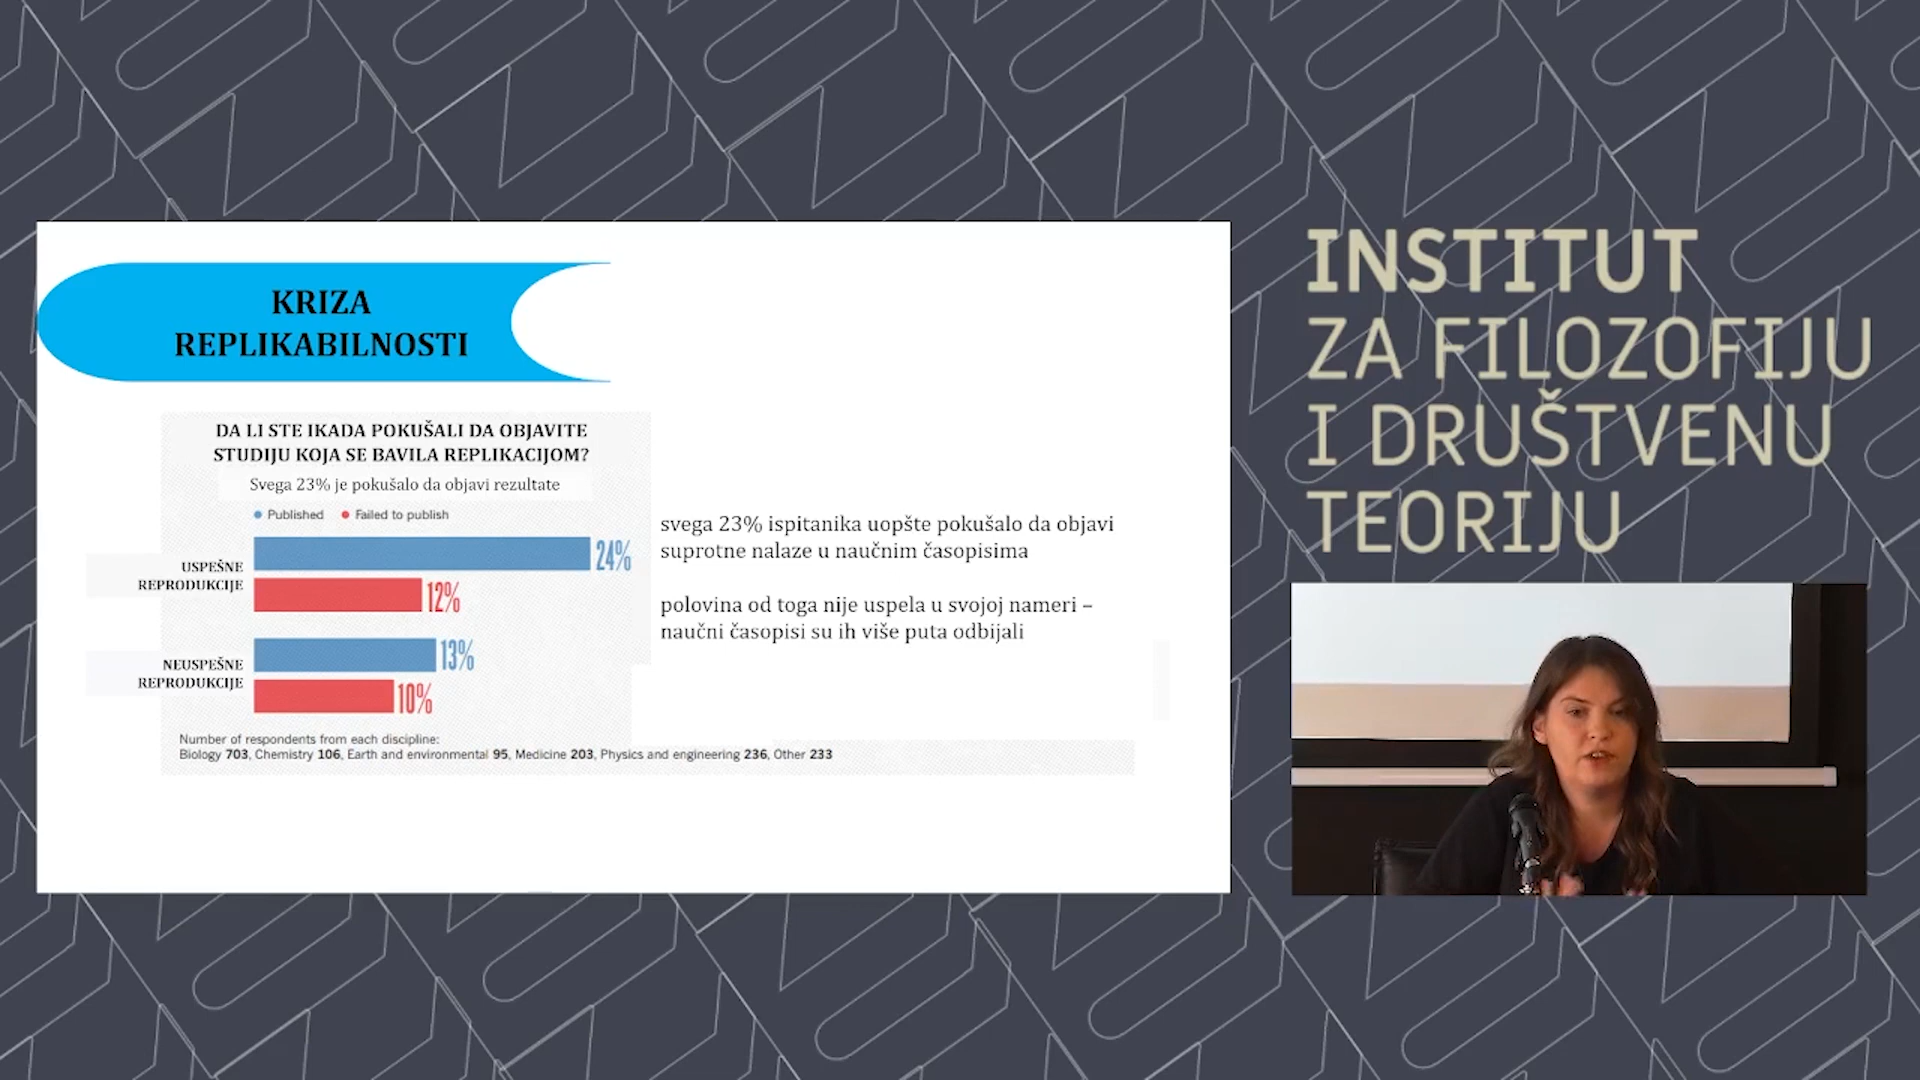 KRIZA
REPLIKABILNOSTI
DA LI STE IKADA POKUŠALI DA OBJAVITE
STUDIJU KOJA SE BAVILA REPLIKACIJOM?
Svega 23% je pokušalo da objavi rezultate
Published Failed to publish
USPEŠNE
REPRODUKCIJE
24%
12%
NEUSPEŠNE
REPRODUKCIJE
13%
10%
Number of respondents from each discipline:
Biology 703, Chemistry 106, Earth and environmental 95, Medicine 203, Physics and engineering 236, Other 233
svega 23% ispitanika uopšte pokušalo da objavi
suprotne nalaze u naučnim časopisima
polovina od toga nije uspela u svojoj nameri –
naučni časopisi su ih više puta odbijali
INSTITUT
ZA FILOZOFIJU
I DRUŠTVENU
TEORIJU